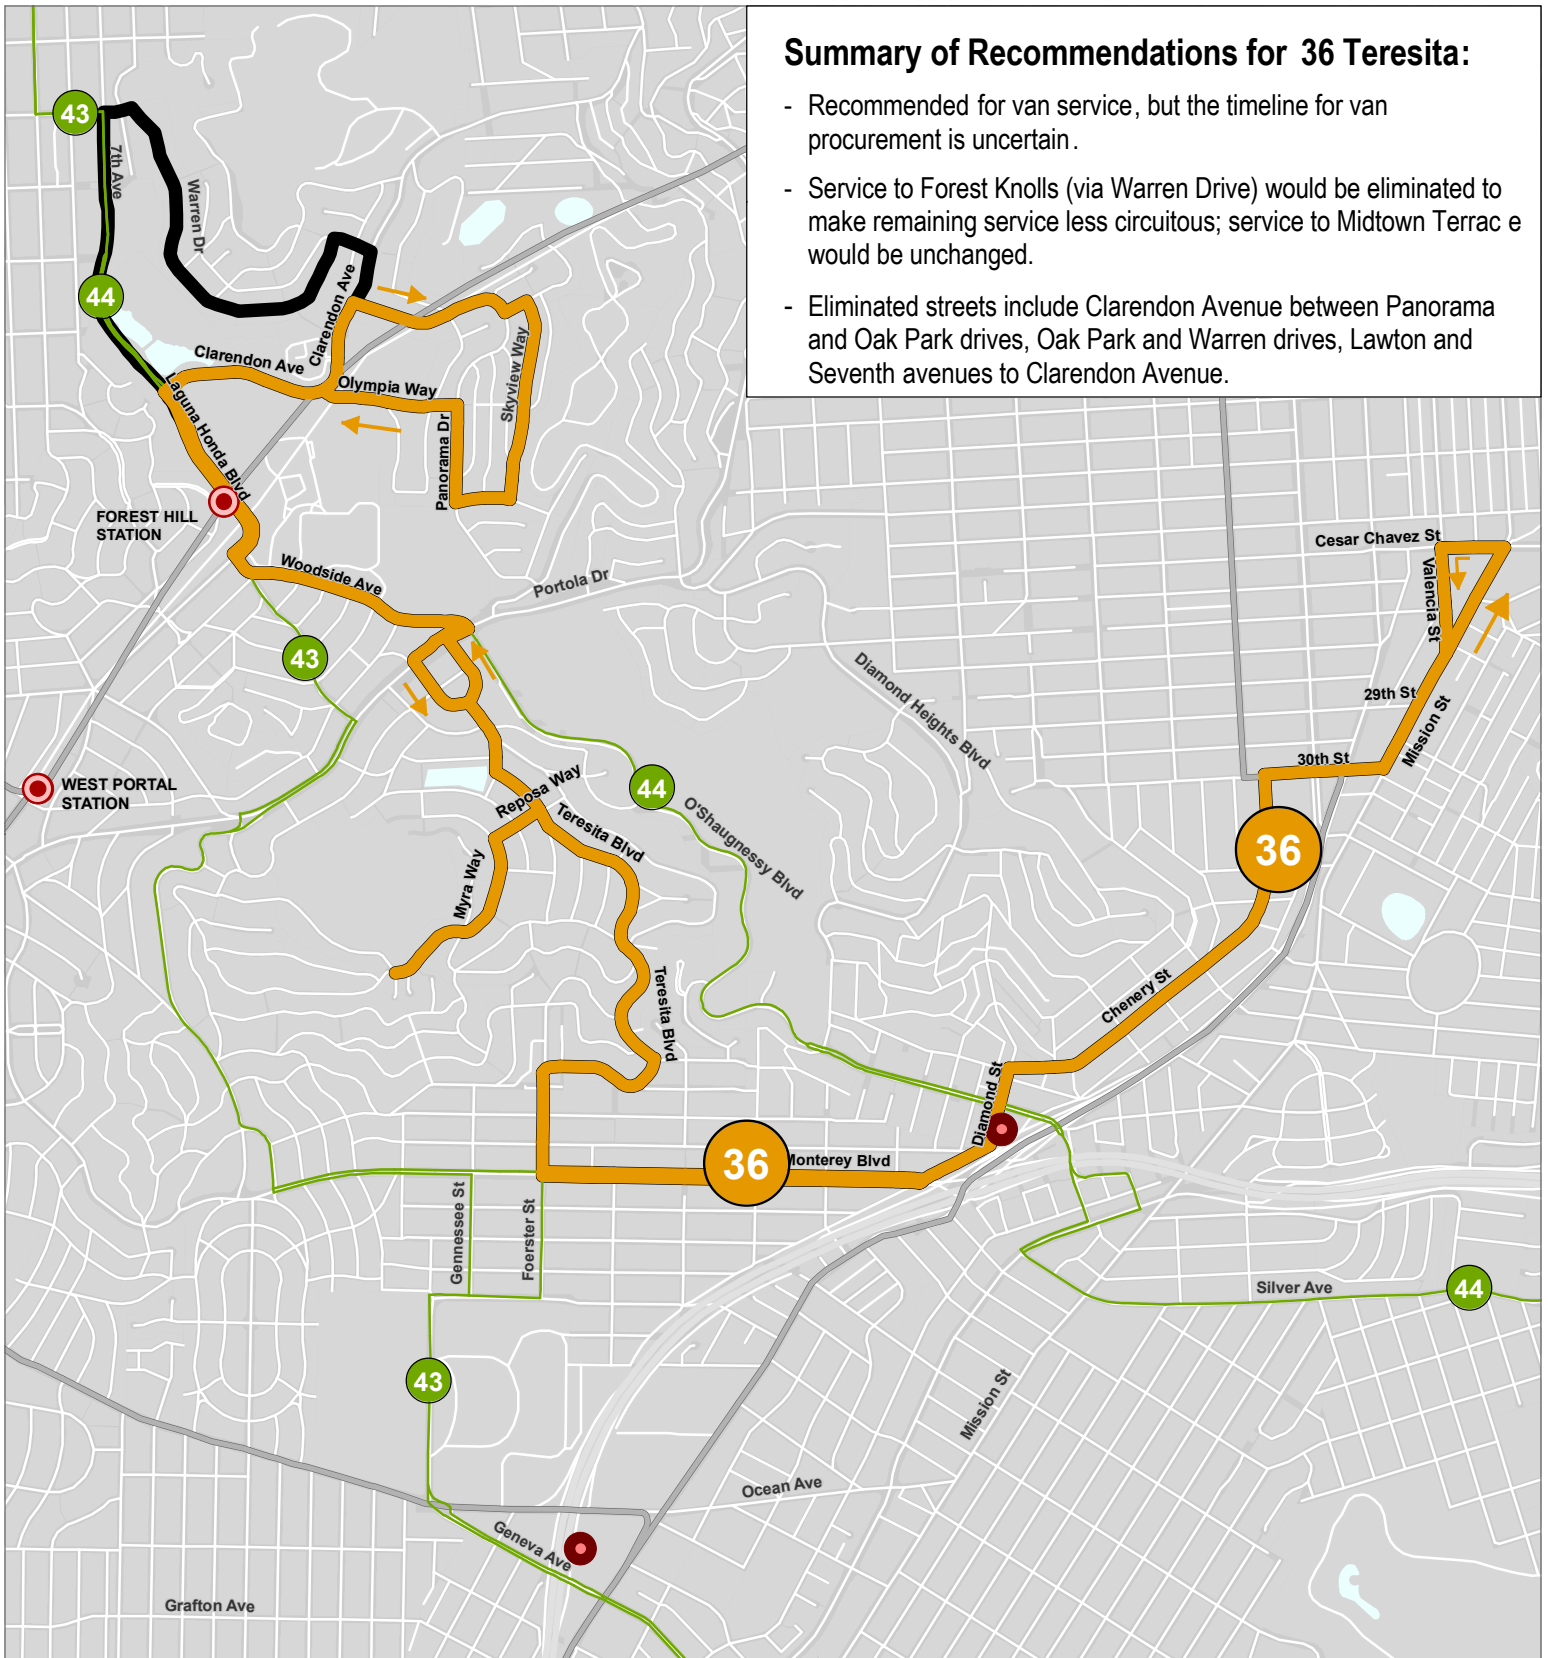 Summary of Recommendations for 36 Teresita:
- Recommended for van service, but the timeline for van
procurement is uncertain.
- Service to Forest Knolls (via Warren Drive) would be eliminated to
make remaining service less circuitous; service to Midtown Terrac e
would be unchanged.
- Eliminated streets include Clarendon Avenue between Panorama
and Oak Park drives, Oak Park and Warren drives, Lawton and
Seventh avenues to Clarendon Avenue.
43
7th Ave
Warren Dr
44
Clarendon Ave
Clarendon Ave
Olympia Way
Skyview Way
Panorama Dr
Laguna Honda Blvd
FOREST HILL
STATION
Woodside Ave
Portola Dr
Cesar Chavez St
Valencia St
43
Diamond Heights Blvd
29th St
Mission St
30th St
WEST PORTAL
STATION
Reposa Way
44
O'Shaugnessy Blvd
Teresita Blvd
36
Myra Way
Teresita Blvd
Chenery St
Diamond St
36
Monterey Blvd
Gennessee St
Foerster St
Silver Ave
44
43
Mission St
Ocean Ave
Geneva Ave
Grafton Ave